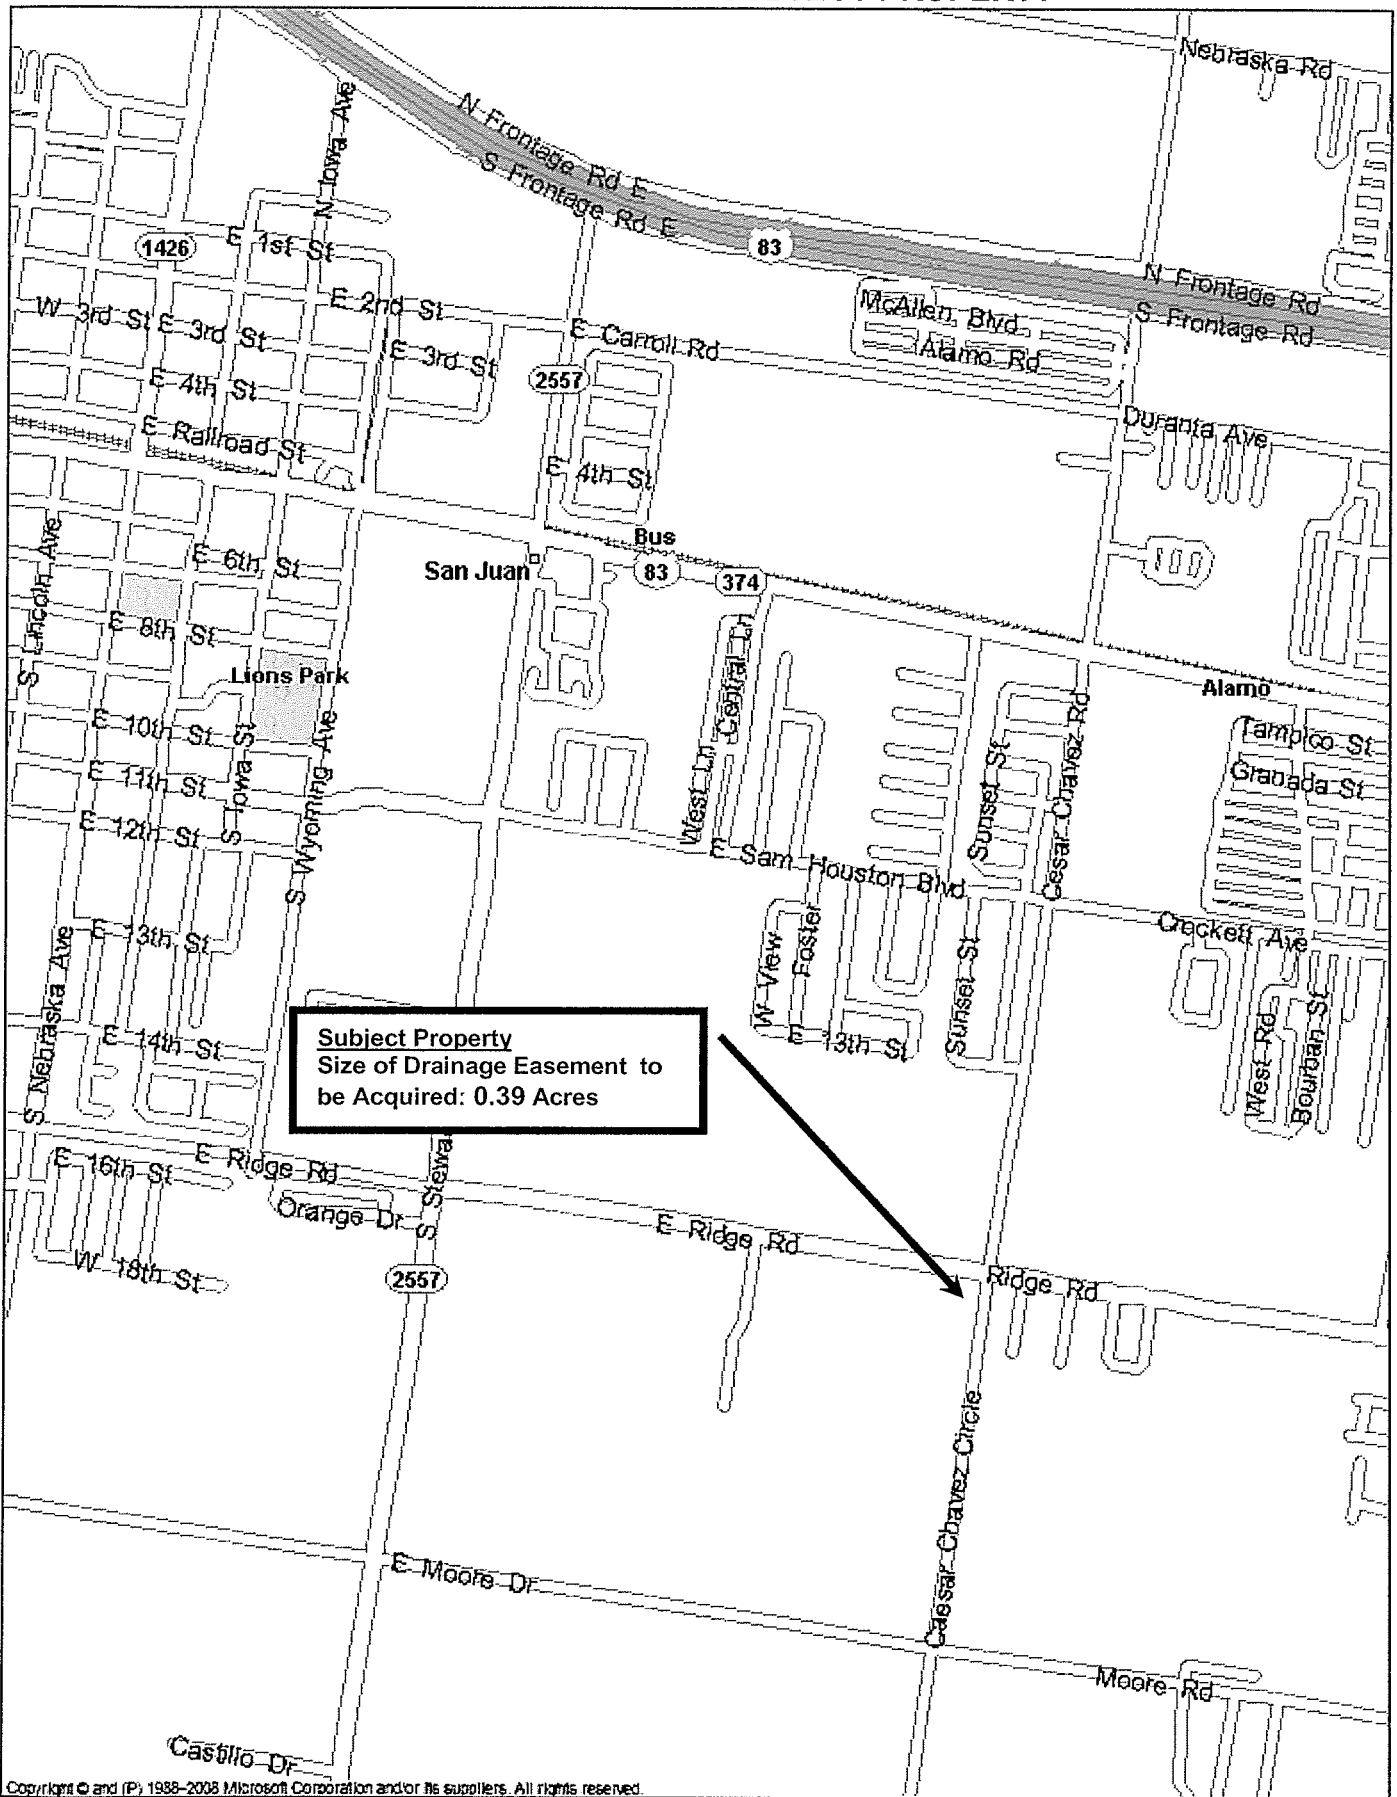 Nebraska Rd
N Iowa Ave
N Frontage Rd E
S Frontage Rd E
83
1426
E 1st St
N Frontage Rd
S Frontage Rd
E 2nd St
McAllen Blvd
W 3rd St
E 3rd St
E Carroll Rd
Alamo Rd
E 3rd St
2557
E 4th St
Duranta Ave
E Railroad St
E 4th St
S Lincoln Ave
Bus
E 6th St
San Juan
83
374
E 8th St
Central Ln
Lions Park
Alamo
E 10th St
S Iowa St
S Wyoming Ave
West Ln
Sunset St
Cesar Chavez Rd
Tampico St
Granada St
E 11th St
E 12th St
E Sam Houston Blvd
Crockett Ave
S Nebraska Ave
E 13th St
W View
Foster
Sunset St
West Rd
Bourban St
E 14th St
Subject Property
Size of Drainage Easement to
be Acquired: 0.39 Acres
E 13th St
E 16th St
E Ridge Rd
S Stewa
Orange Dr
E Ridge Rd
W 18th St
2557
Ridge Rd
Caesar Chavez Circle
E Moore Dr
Moore Rd
Castillo Dr
Copyright © and (P) 1988–2008 Microsoft Corporation and/or its suppliers. All rights reserved.